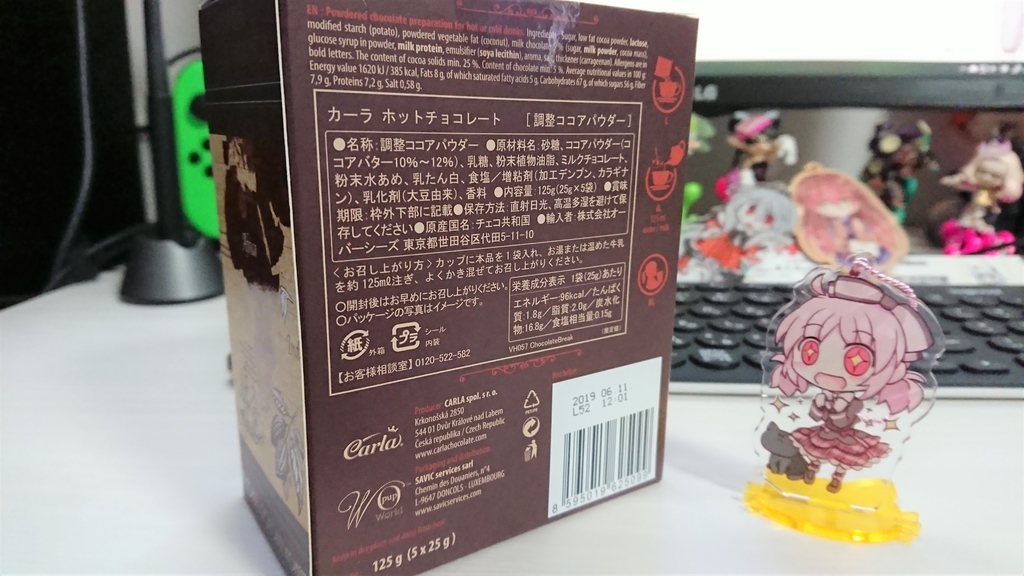 EN - Powdered chocolate preparation for hot or cold drinks. Ingredients: Sugar, low fat cocoa powder, lactose,
modified starch (potato), powdered vegetable fat (coconut), milk chocolate (sugar, milk powder, cocoa mass)
glucose syrup in powder, milk protein, emulsifier (soya lecithin), aroma, thickener (carrageenan). Allergens are in
bold letters. The content of cocoa solids min. 25 %. Content of chocolate min. 5 %. Average nutritional values in 100 g
Energy value 1620 kJ / 385 kcal, Fats 8 g, of which saturated fatty acids 5 g, Carbohydrates 67 g, of which sugars 56 g, Fiber
7,9 g, Proteins 7,2 g, Salt 0,58 g.
カーラ ホットチョコレート [調整ココアパウダー]
●名称:調整ココアパウダー ●原材料名:砂糖、ココアパウダー(コ
コアバター10%~12%)、乳糖、粉末植物油脂、ミルクチョコレート、
粉末水あめ、乳たん白、食塩/増粘剤(加工デンプン、カラギナ
ン)、乳化剤(大豆由来)、香料 ●内容量:125g(25g×5袋) ●賞味
期限:枠外下部に記載●保存方法:直射日光、高温多湿を避けて保
存してください●原産国名:チェコ共和国 ●輸入者:株式会社オー
バーシーズ 東京都世田谷区代田5-11-10
<お召し上がり方>カップに本品を1袋入れ、お湯または温めた牛乳
を約125mℓ注ぎ、よくかき混ぜてお召し上がりください。
○開封後はお早めにお召し上がりください。
○パッケージの写真はイメージです。
栄養成分表示 1袋(25g)あたり
エネルギー:96kcal/たんぱく
質:1.8g/ 脂質:2.0g/炭水化
物:16.8g/食塩相当量:0.15g
紙 外箱 プラ シール
内装
VH057 ChocolateBreak
【お客様相談室】0120-522-582
Producer CARLA spol. s r. o.
Krkonošská 2850
544 01 Dvůr Králové nad Labem
Česká republika / Czech Republic
www.carlachocolate.com
Carla
Packaging and distribution
SAVIC services sarl
Chemin des Douaniers, n°4
L-9647 DONCOLS - LUXEMBOURG
www.savicservices.com
World
2019 06 11
L52 12:01
8 595019 625098
125 g (5 x 25 g)